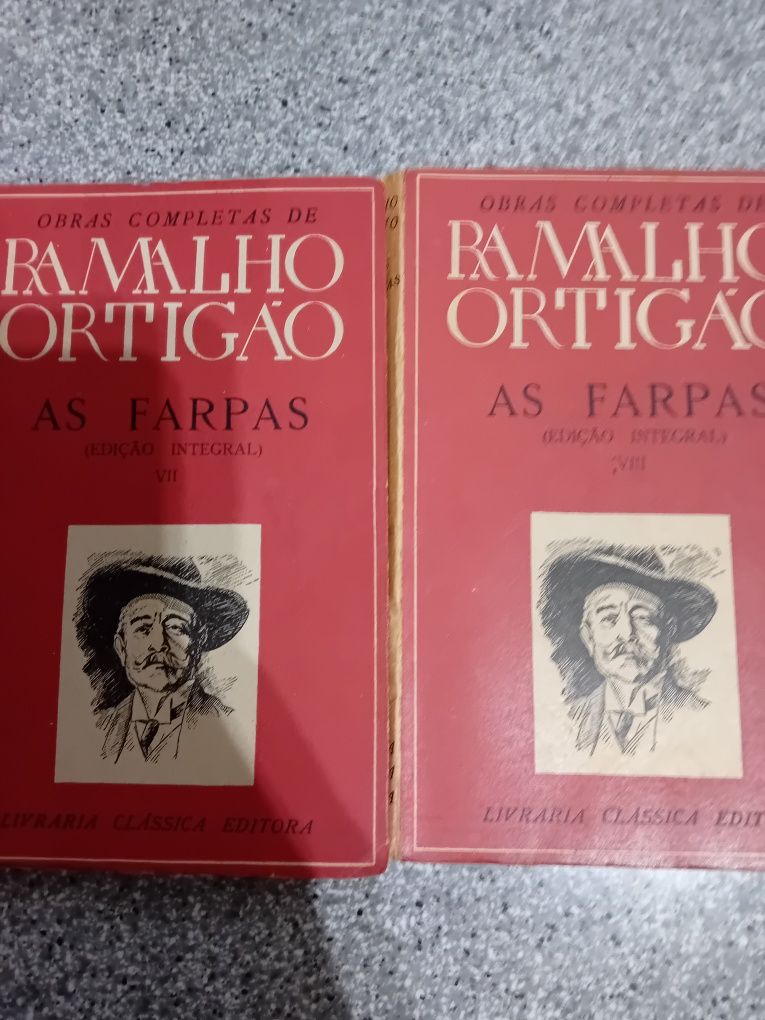 OBRAS COMPLETAS DE
RAMALHO
ORTIGÃO
AS FARPAS
(EDIÇÃO INTEGRAL)
VII
LIVRARIA CLÁSSICA EDITORA
OBRAS COMPLETAS DE
RAMALHO
ORTIGÃO
AS FARPAS
(EDIÇÃO INTEGRAL)
VIII
LIVRARIA CLÁSSICA EDIT